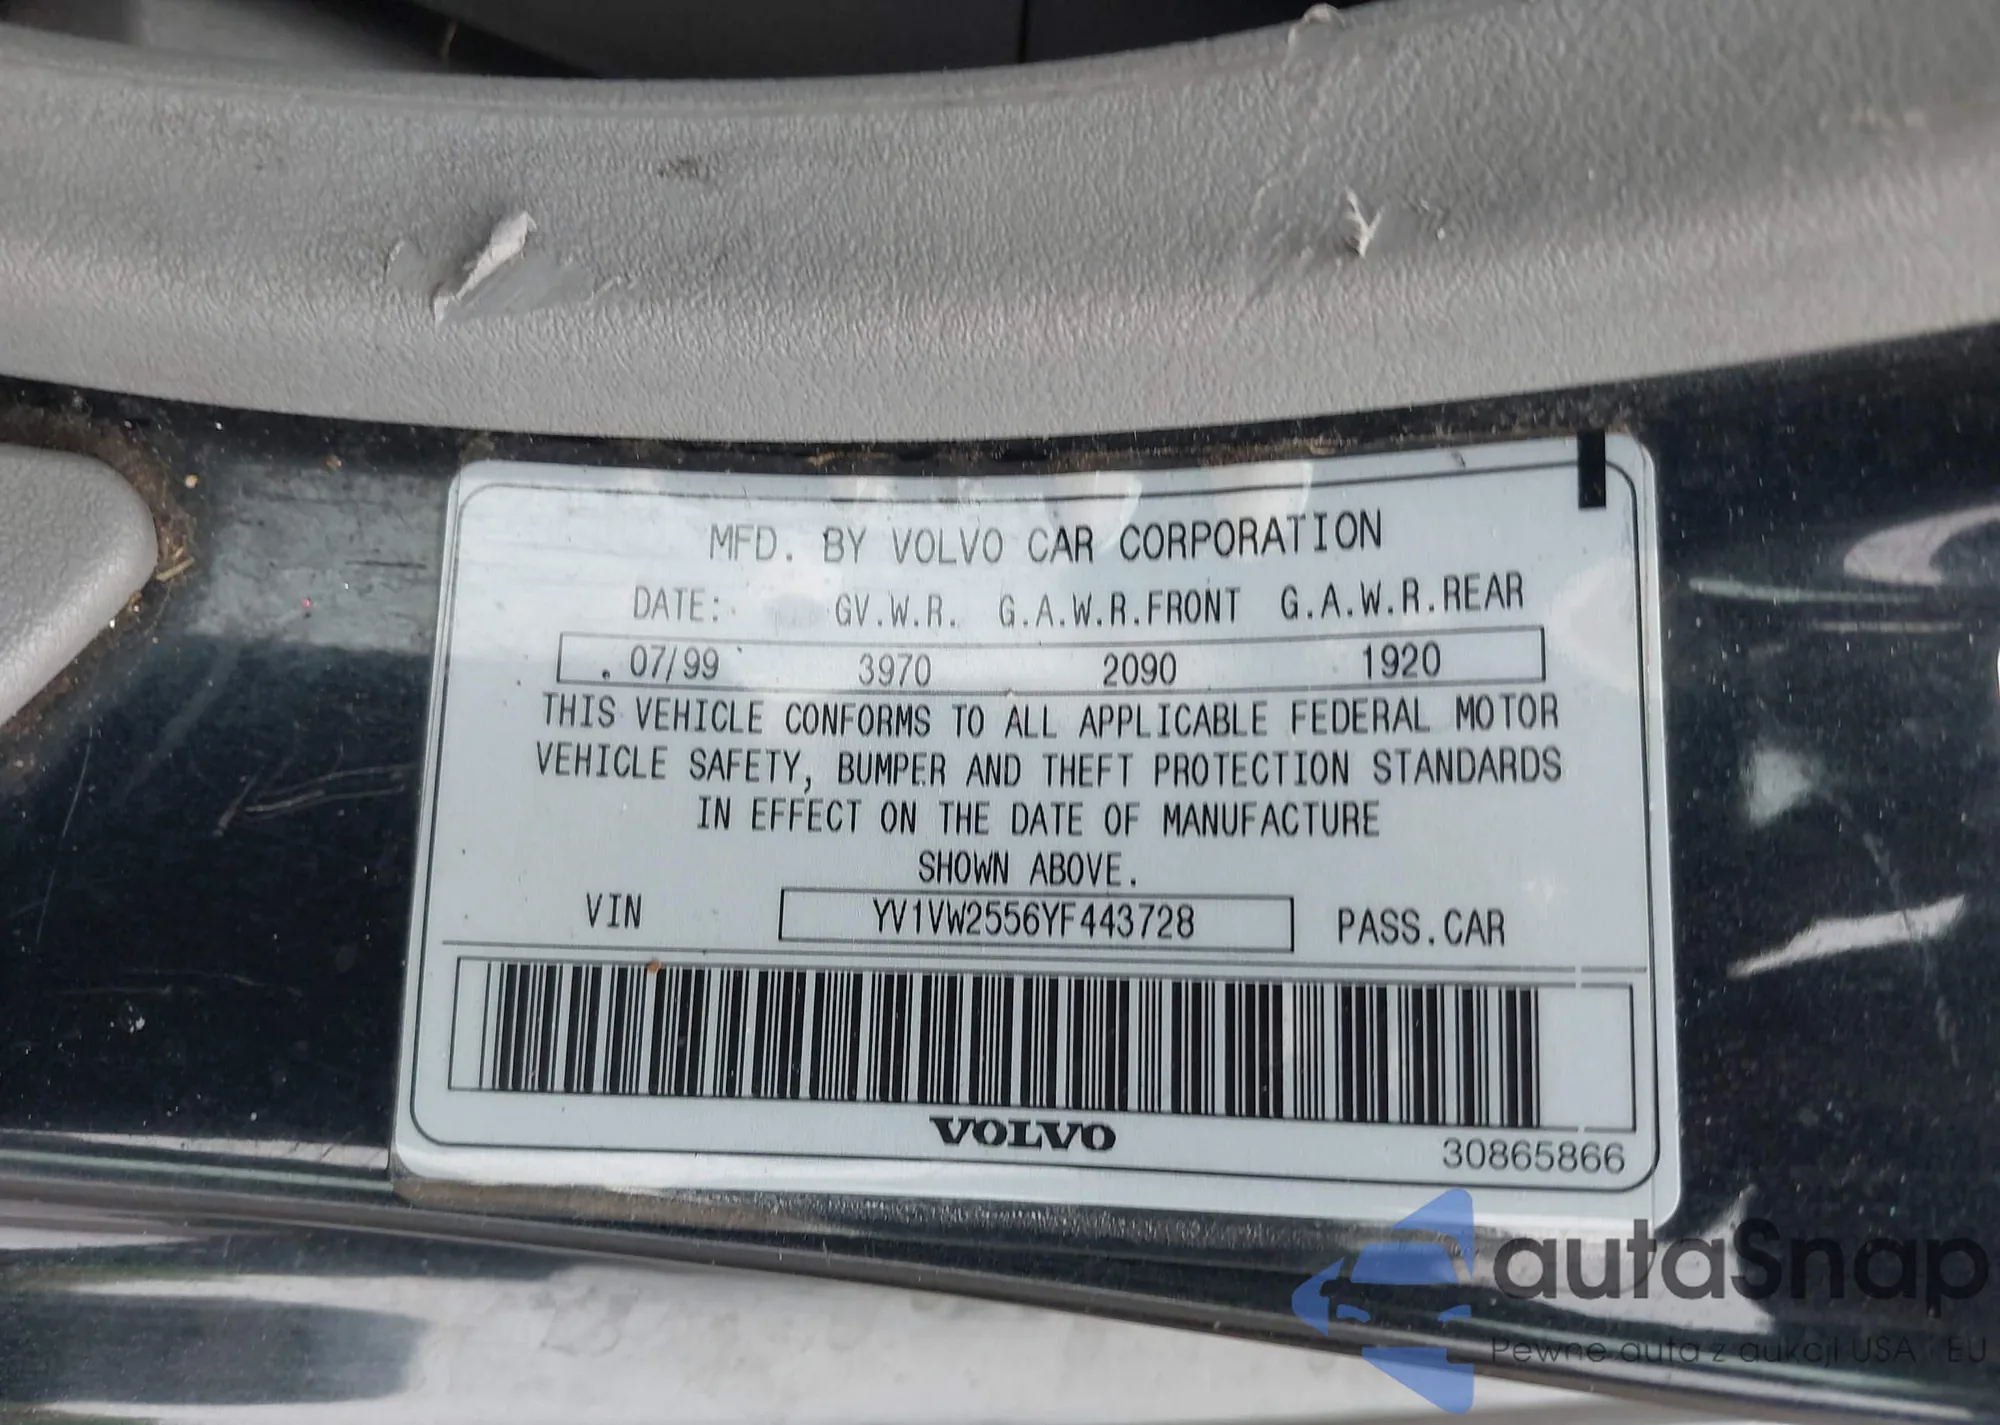 MFD. BY VOLVO CAR CORPORATION
DATE: GV.W.R. G.A.W.R.FRONT G.A.W.R.REAR
. 07/99 3970 2090 1920
THIS VEHICLE CONFORMS TO ALL APPLICABLE FEDERAL MOTOR
VEHICLE SAFETY, BUMPER AND THEFT PROTECTION STANDARDS
IN EFFECT ON THE DATE OF MANUFACTURE
SHOWN ABOVE.
VIN YV1VW2556YF443728 PASS.CAR
VOLVO
30865866
autaSnap
Pewne auta z aukcji USA i EU